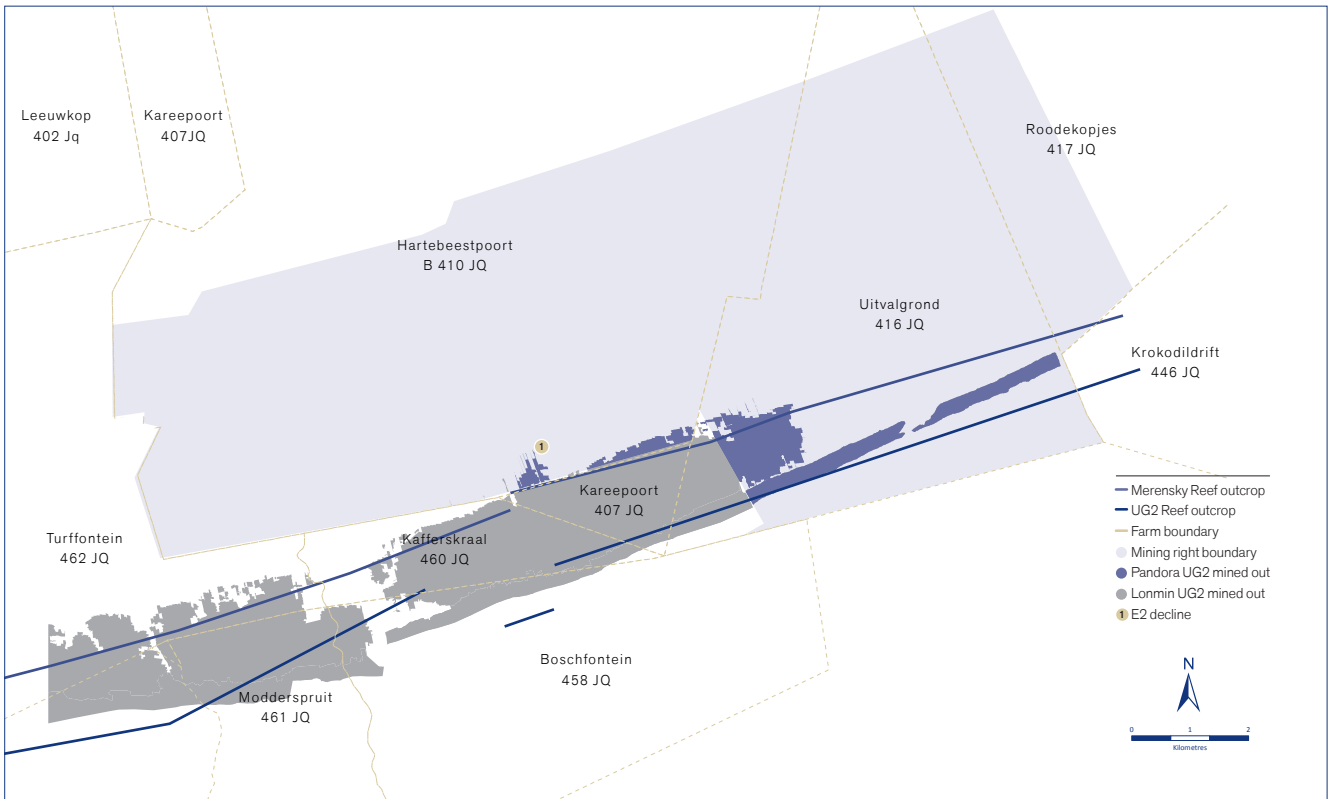 Leeuwkop
402 Jq
Kareepoort
407JQ
Roodekopjes
417 JQ
Hartebeestpoort
B 410 JQ
Uitvalgrond
416 JQ
Krokodildrift
446 JQ
1
Kareepoort
407 JQ
Turffontein
462 JQ
Kafferskraal
460 JQ
Boschfontein
458 JQ
Modderspruit
461 JQ
Merensky Reef outcrop
UG2 Reef outcrop
Farm boundary
Mining right boundary
Pandora UG2 mined out
Lonmin UG2 mined out
1 E2 decline
N
0 1 2
Kilometres